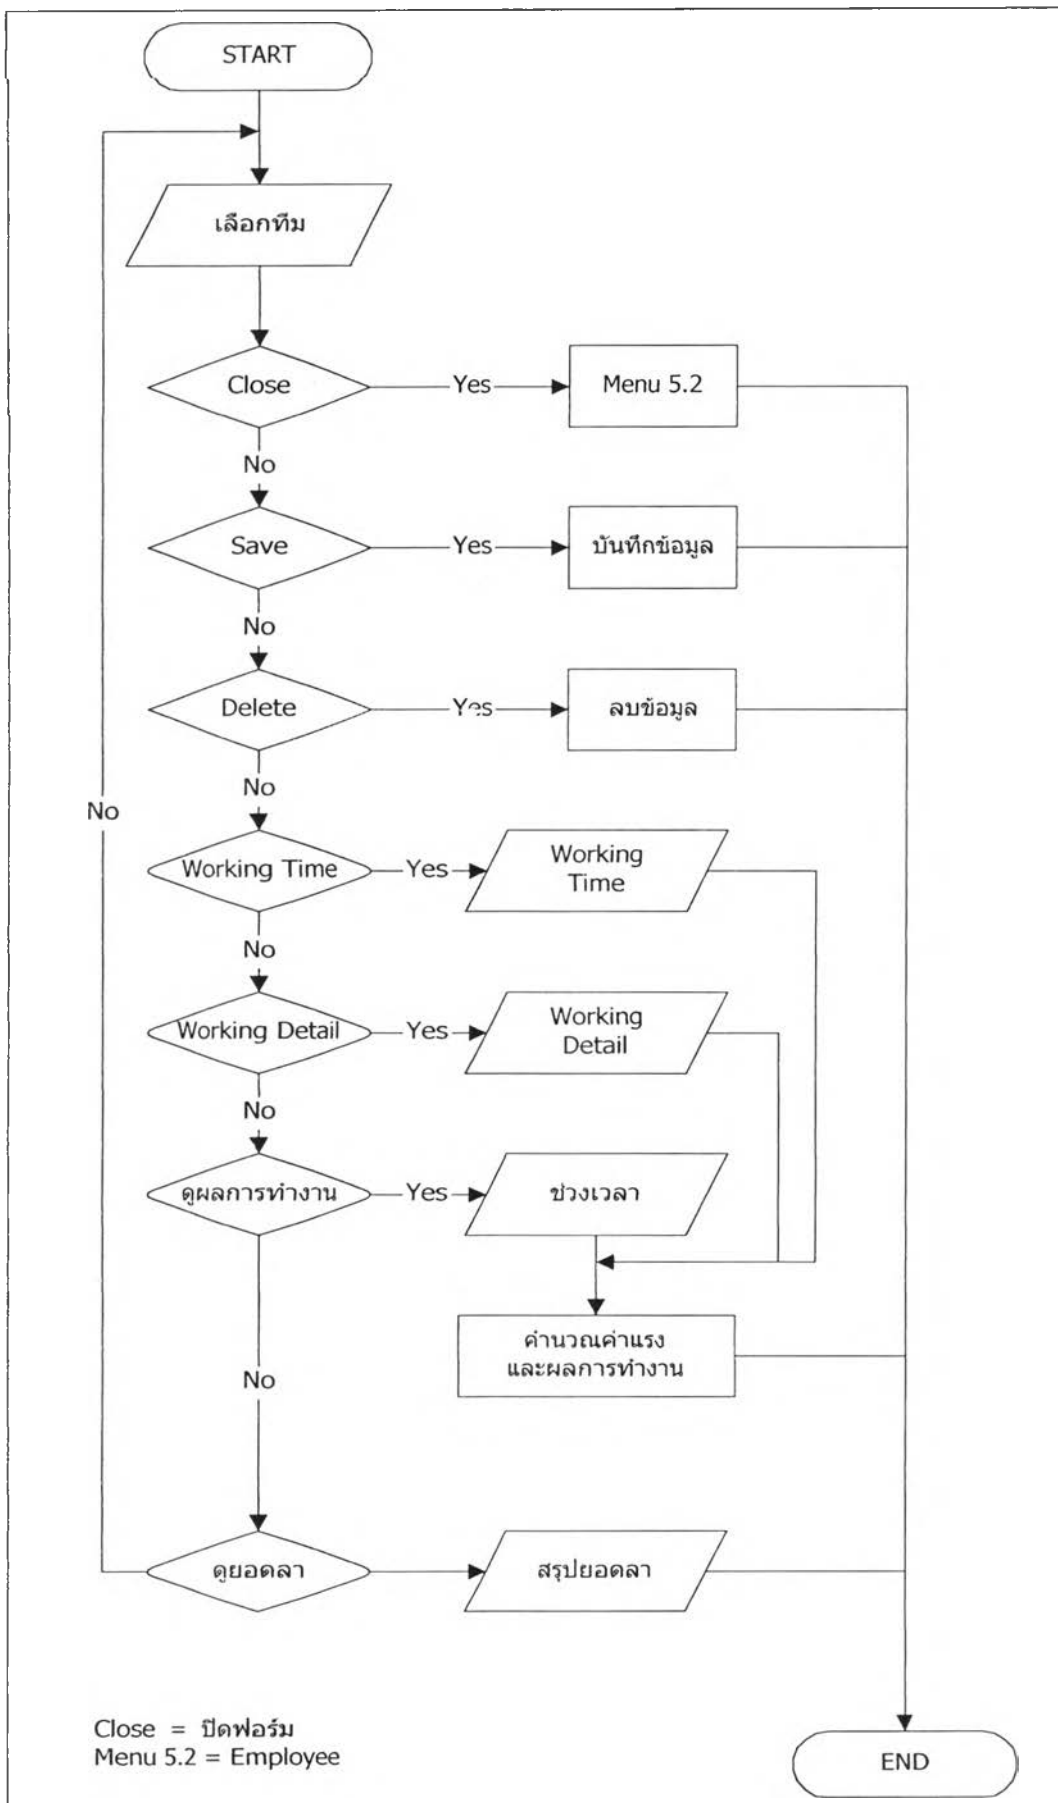 START
เลือกทีม
Close
Yes
Menu 5.2
No
Save
Yes
บันทึกข้อมูล
No
Delete
Yes
ลบข้อมูล
No
No
Working Time
Yes
Working
Time
No
Working Detail
Yes
Working
Detail
No
ดูผลการทำงาน
Yes
ช่วงเวลา
คำนวณค่าแรง
และผลการทำงาน
No
ดูยอดลา
สรุปยอดลา
Close = ปิดฟอร์ม
Menu 5.2 = Employee
END